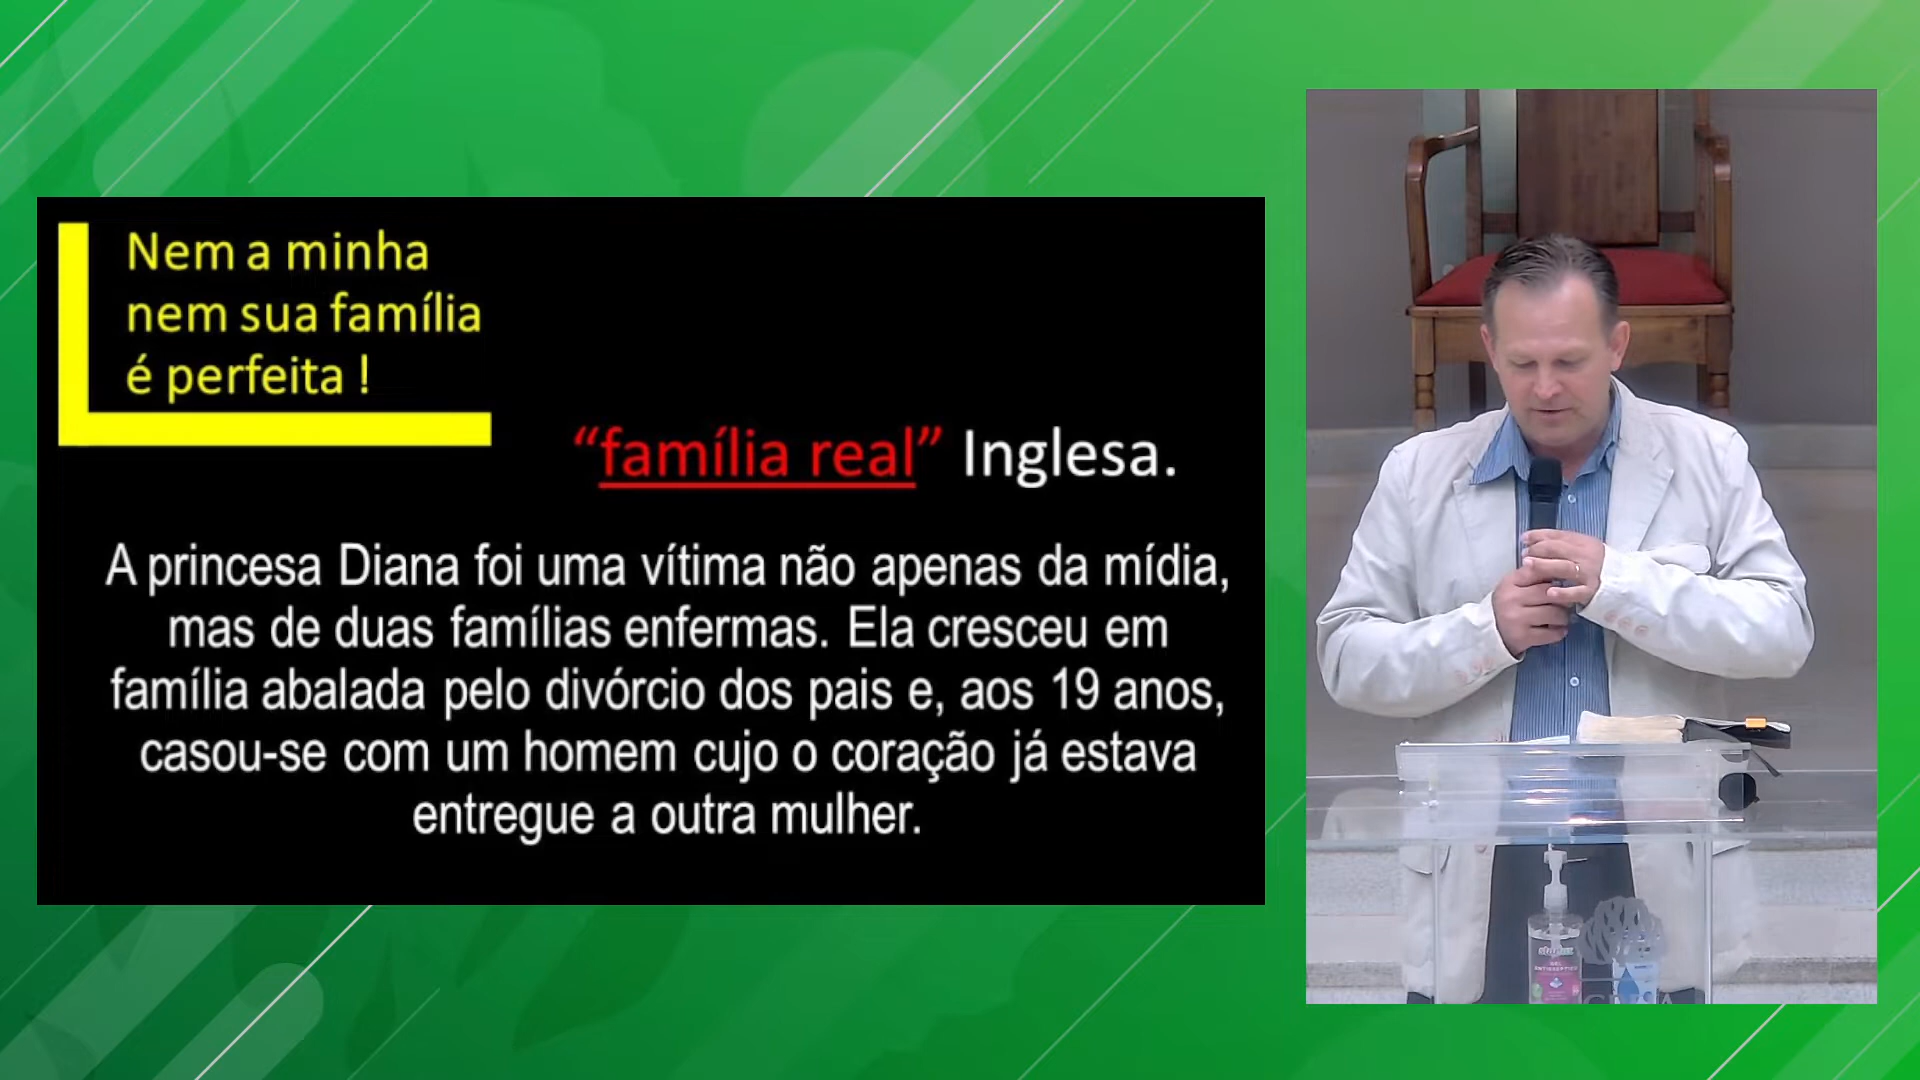 Nem a minha
nem sua família
é perfeita !
“família real” Inglesa.
A princesa Diana foi uma vítima não apenas da mídia,
mas de duas famílias enfermas. Ela cresceu em
família abalada pelo divórcio dos pais e, aos 19 anos,
casou-se com um homem cujo o coração já estava
entregue a outra mulher.
GEL
ANTISSÉPTICO